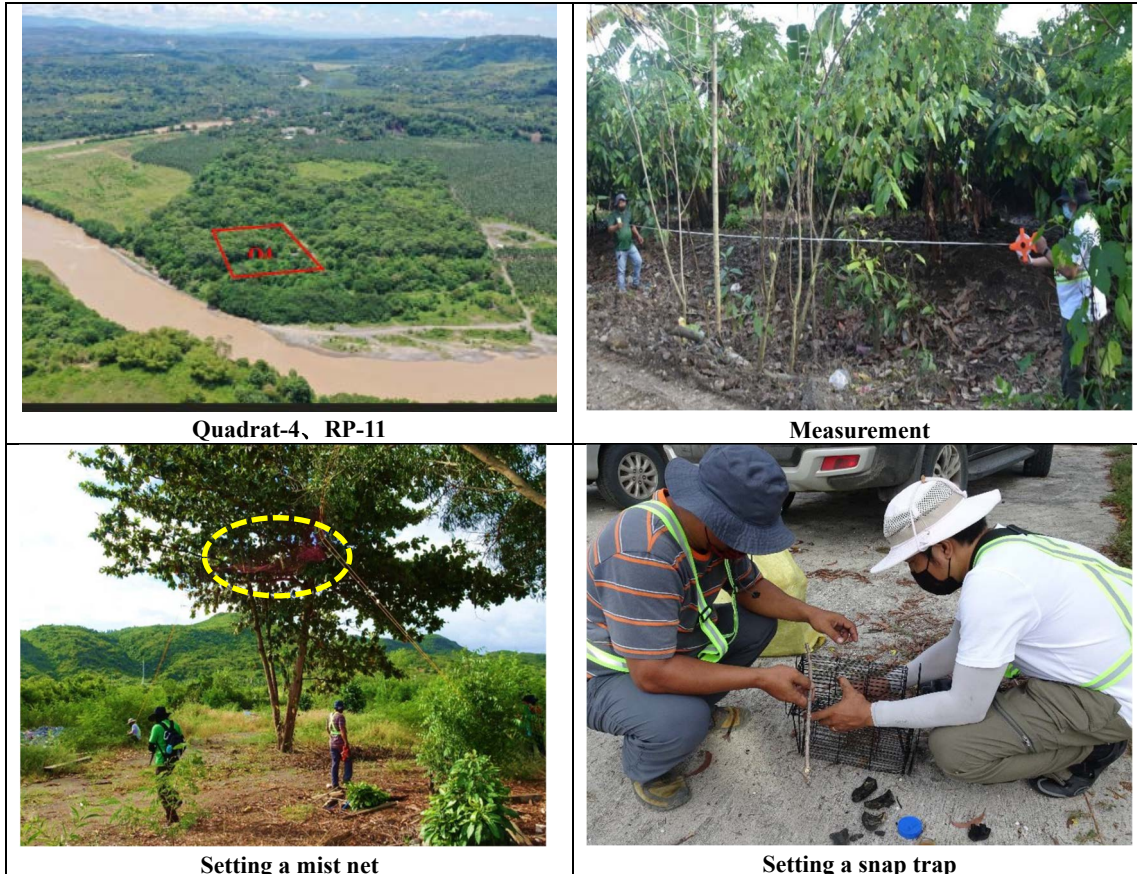 Quadrat-4、RP-11
Measurement
Setting a mist net
Setting a snap trap